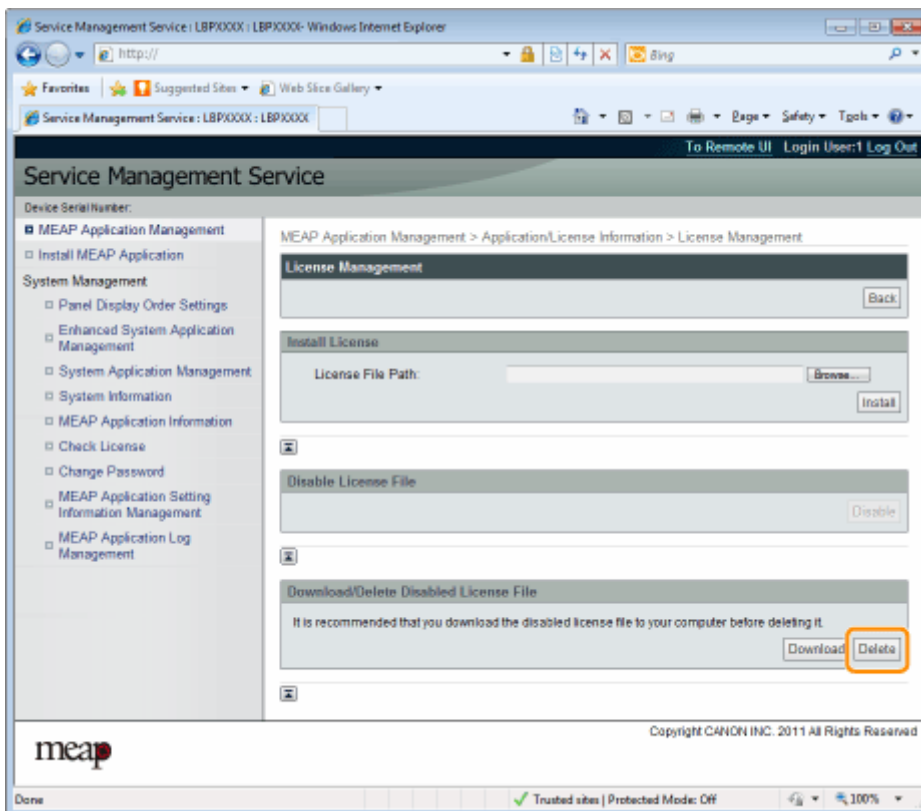 Service Management Service : LBPXXXX : LBPXXXX- Windows Internet Explorer
http://
Bing
Favorites Suggested Sites Web Slice Gallery
Service Management Service : LBPXXXX : LBPXXXX
Page Safety Tools
To Remote UI Login User:1 Log Out
Service Management Service
Device Serial Number:
MEAP Application Management
Install MEAP Application
System Management
Panel Display Order Settings
Enhanced System Application
Management
System Application Management
System Information
MEAP Application Information
Check License
Change Password
MEAP Application Setting
Information Management
MEAP Application Log
Management
MEAP Application Management > Application/License Information > License Management
License Management
Back
Install License
License File Path:
Browse...
Install
Disable License File
Disable
Download/Delete Disabled License File
It is recommended that you download the disabled license file to your computer before deleting it.
Download Delete
Copyright CANON INC. 2011 All Rights Reserved
meap
Done
Trusted sites | Protected Mode: Off
100%